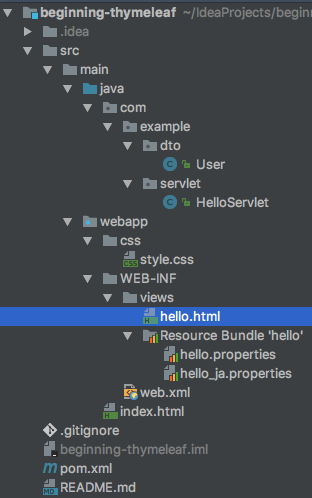 beginning-thymeleaf ~/IdeaProjects/beginn
.idea
src
main
java
com
example
dto
User
servlet
HelloServlet
webapp
css
style.css
WEB-INF
views
hello.html
Resource Bundle 'hello'
hello.properties
hello_ja.properties
web.xml
index.html
.gitignore
beginning-thymeleaf.iml
pom.xml
README.md